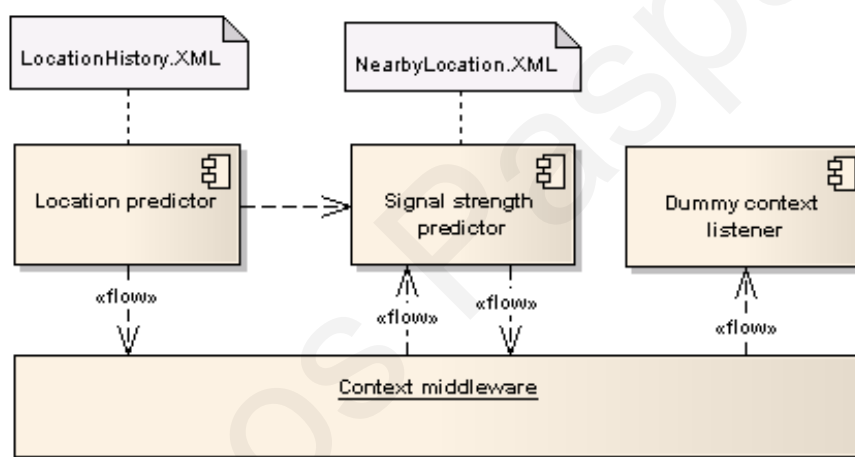 LocationHistory.XML
NearbyLocation.XML
Location predictor
Signal strength
predictor
Dummy context
listener
«flow»
«flow»
«flow»
«flow»
Context middleware